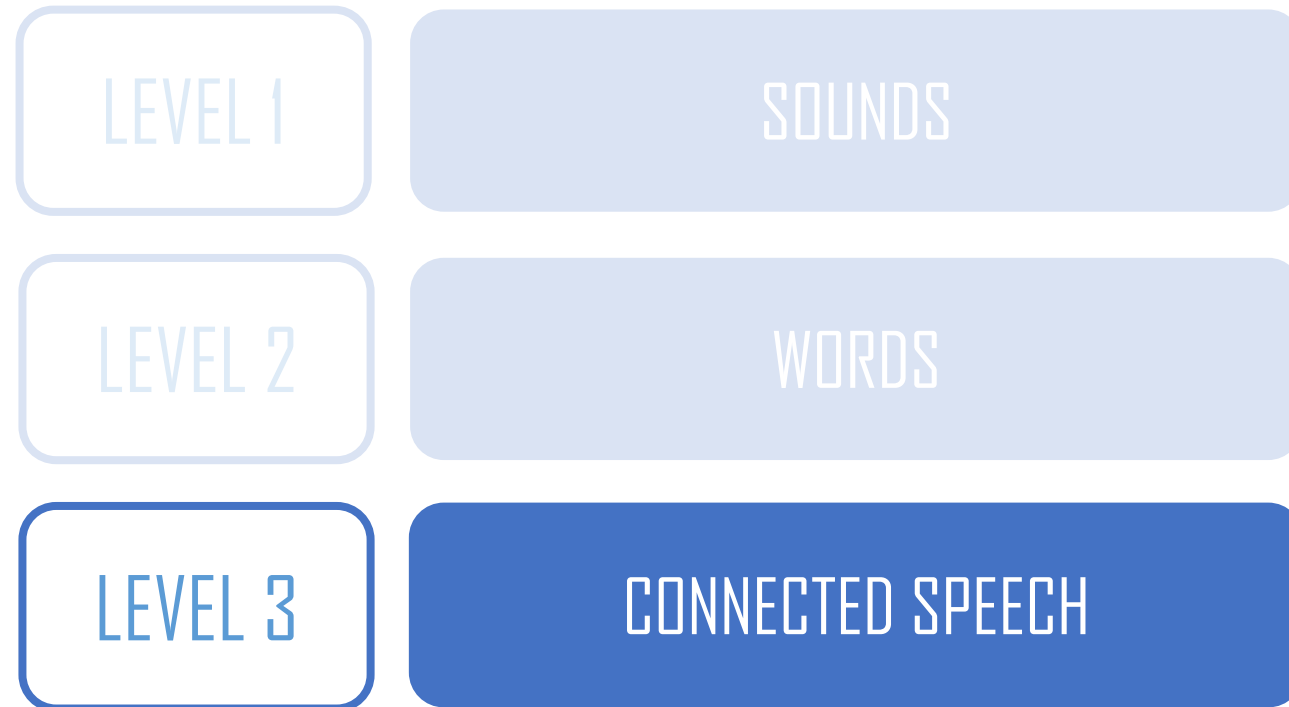 LEVEL 1
SOUNDS
LEVEL 2
WORDS
LEVEL 3
CONNECTED SPEECH